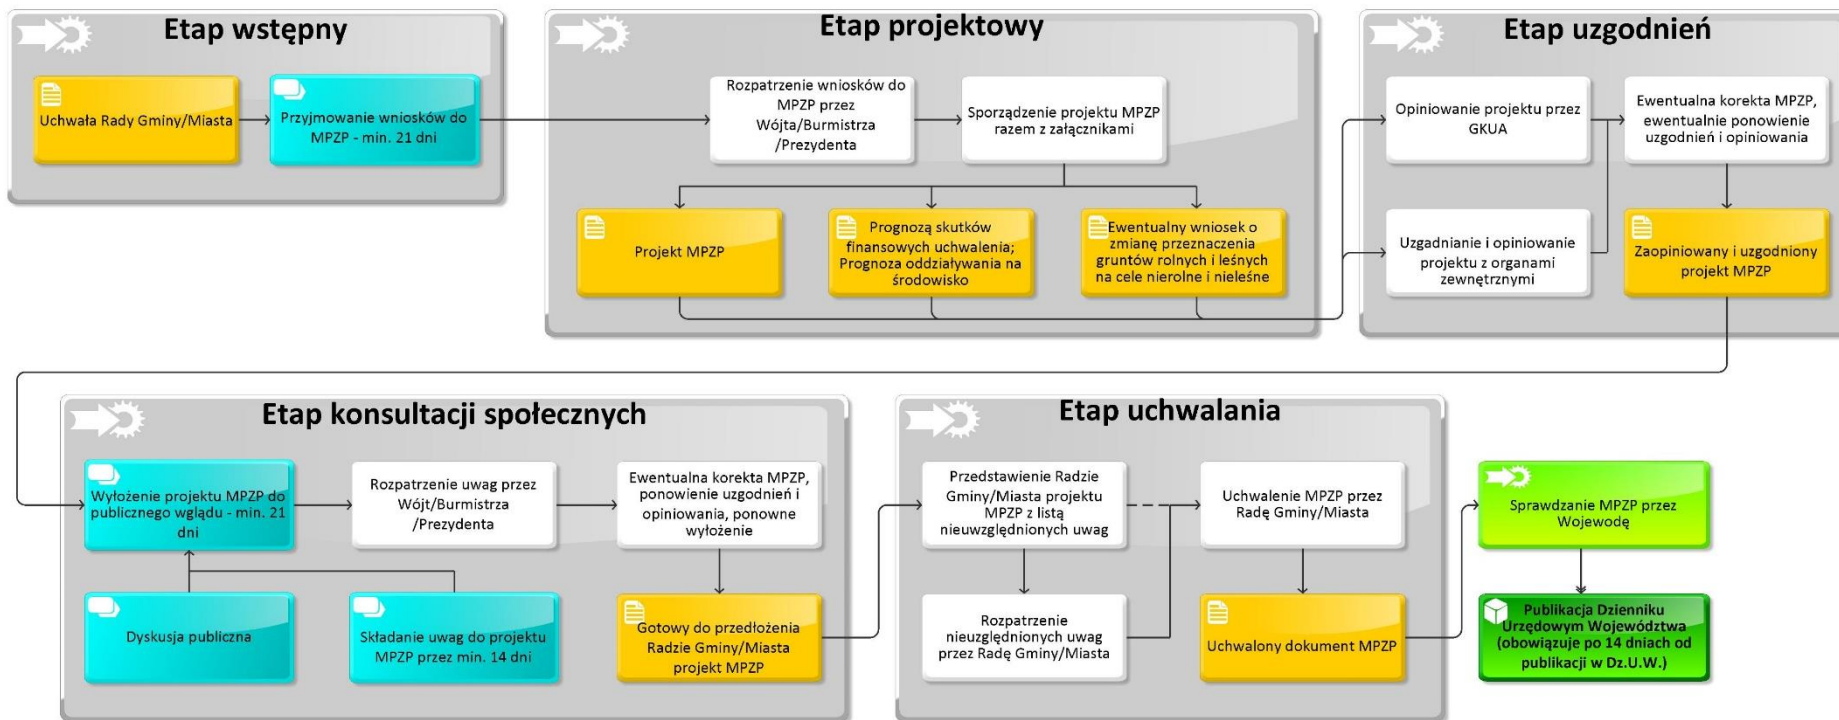 Etap wstępny
Uchwała Rady Gminy/Miasta
Przyjmowanie wniosków do
MPZP - min. 21 dni
Etap projektowy
Rozpatrzenie wniosków do
MPZP przez
Wójta/Burmistrza
/Prezydenta
Sporządzenie projektu MPZP
razem z załącznikami
Projekt MPZP
Prognozą skutków
finansowych uchwalenia;
Prognoza oddziaływania na
środowisko
Ewentualny wniosek o
zmianę przeznaczenia
gruntów rolnych i leśnych
na cele nierolne i nieleśne
Etap uzgodnień
Opiniowanie projektu przez
GKUA
Ewentualna korekta MPZP,
ewentualnie ponowienie
uzgodnień i opiniowania
Uzgadnianie i opiniowanie
projektu z organami
zewnętrznymi
Zaopiniowany i uzgodniony
projekt MPZP
Etap konsultacji społecznych
Wyłożenie projektu MPZP do
publicznego wglądu - min. 21
dni
Rozpatrzenie uwag przez
Wójt/Burmistrza
/Prezydenta
Ewentualna korekta MPZP,
ponowienie uzgodnień i
opiniowania, ponowne
wyłożenie
Dyskusja publiczna
Składanie uwag do projektu
MPZP przez min. 14 dni
Gotowy do przedłożenia
Radzie Gminy/Miasta
projekt MPZP
Etap uchwalania
Przedstawienie Radzie
Gminy/Miasta projektu
MPZP z listą
nieuwzględnionych uwag
Uchwalenie MPZP przez
Radę Gminy/Miasta
Rozpatrzenie
nieuzględnionych uwag
przez Radę Gminy/Miasta
Uchwalony dokument MPZP
Sprawdzanie MPZP przez
Wojewodę
Publikacja Dzienniku
Urzędowym Województwa
(obowiązuje po 14 dniach od
publikacji w Dz.U.W.)